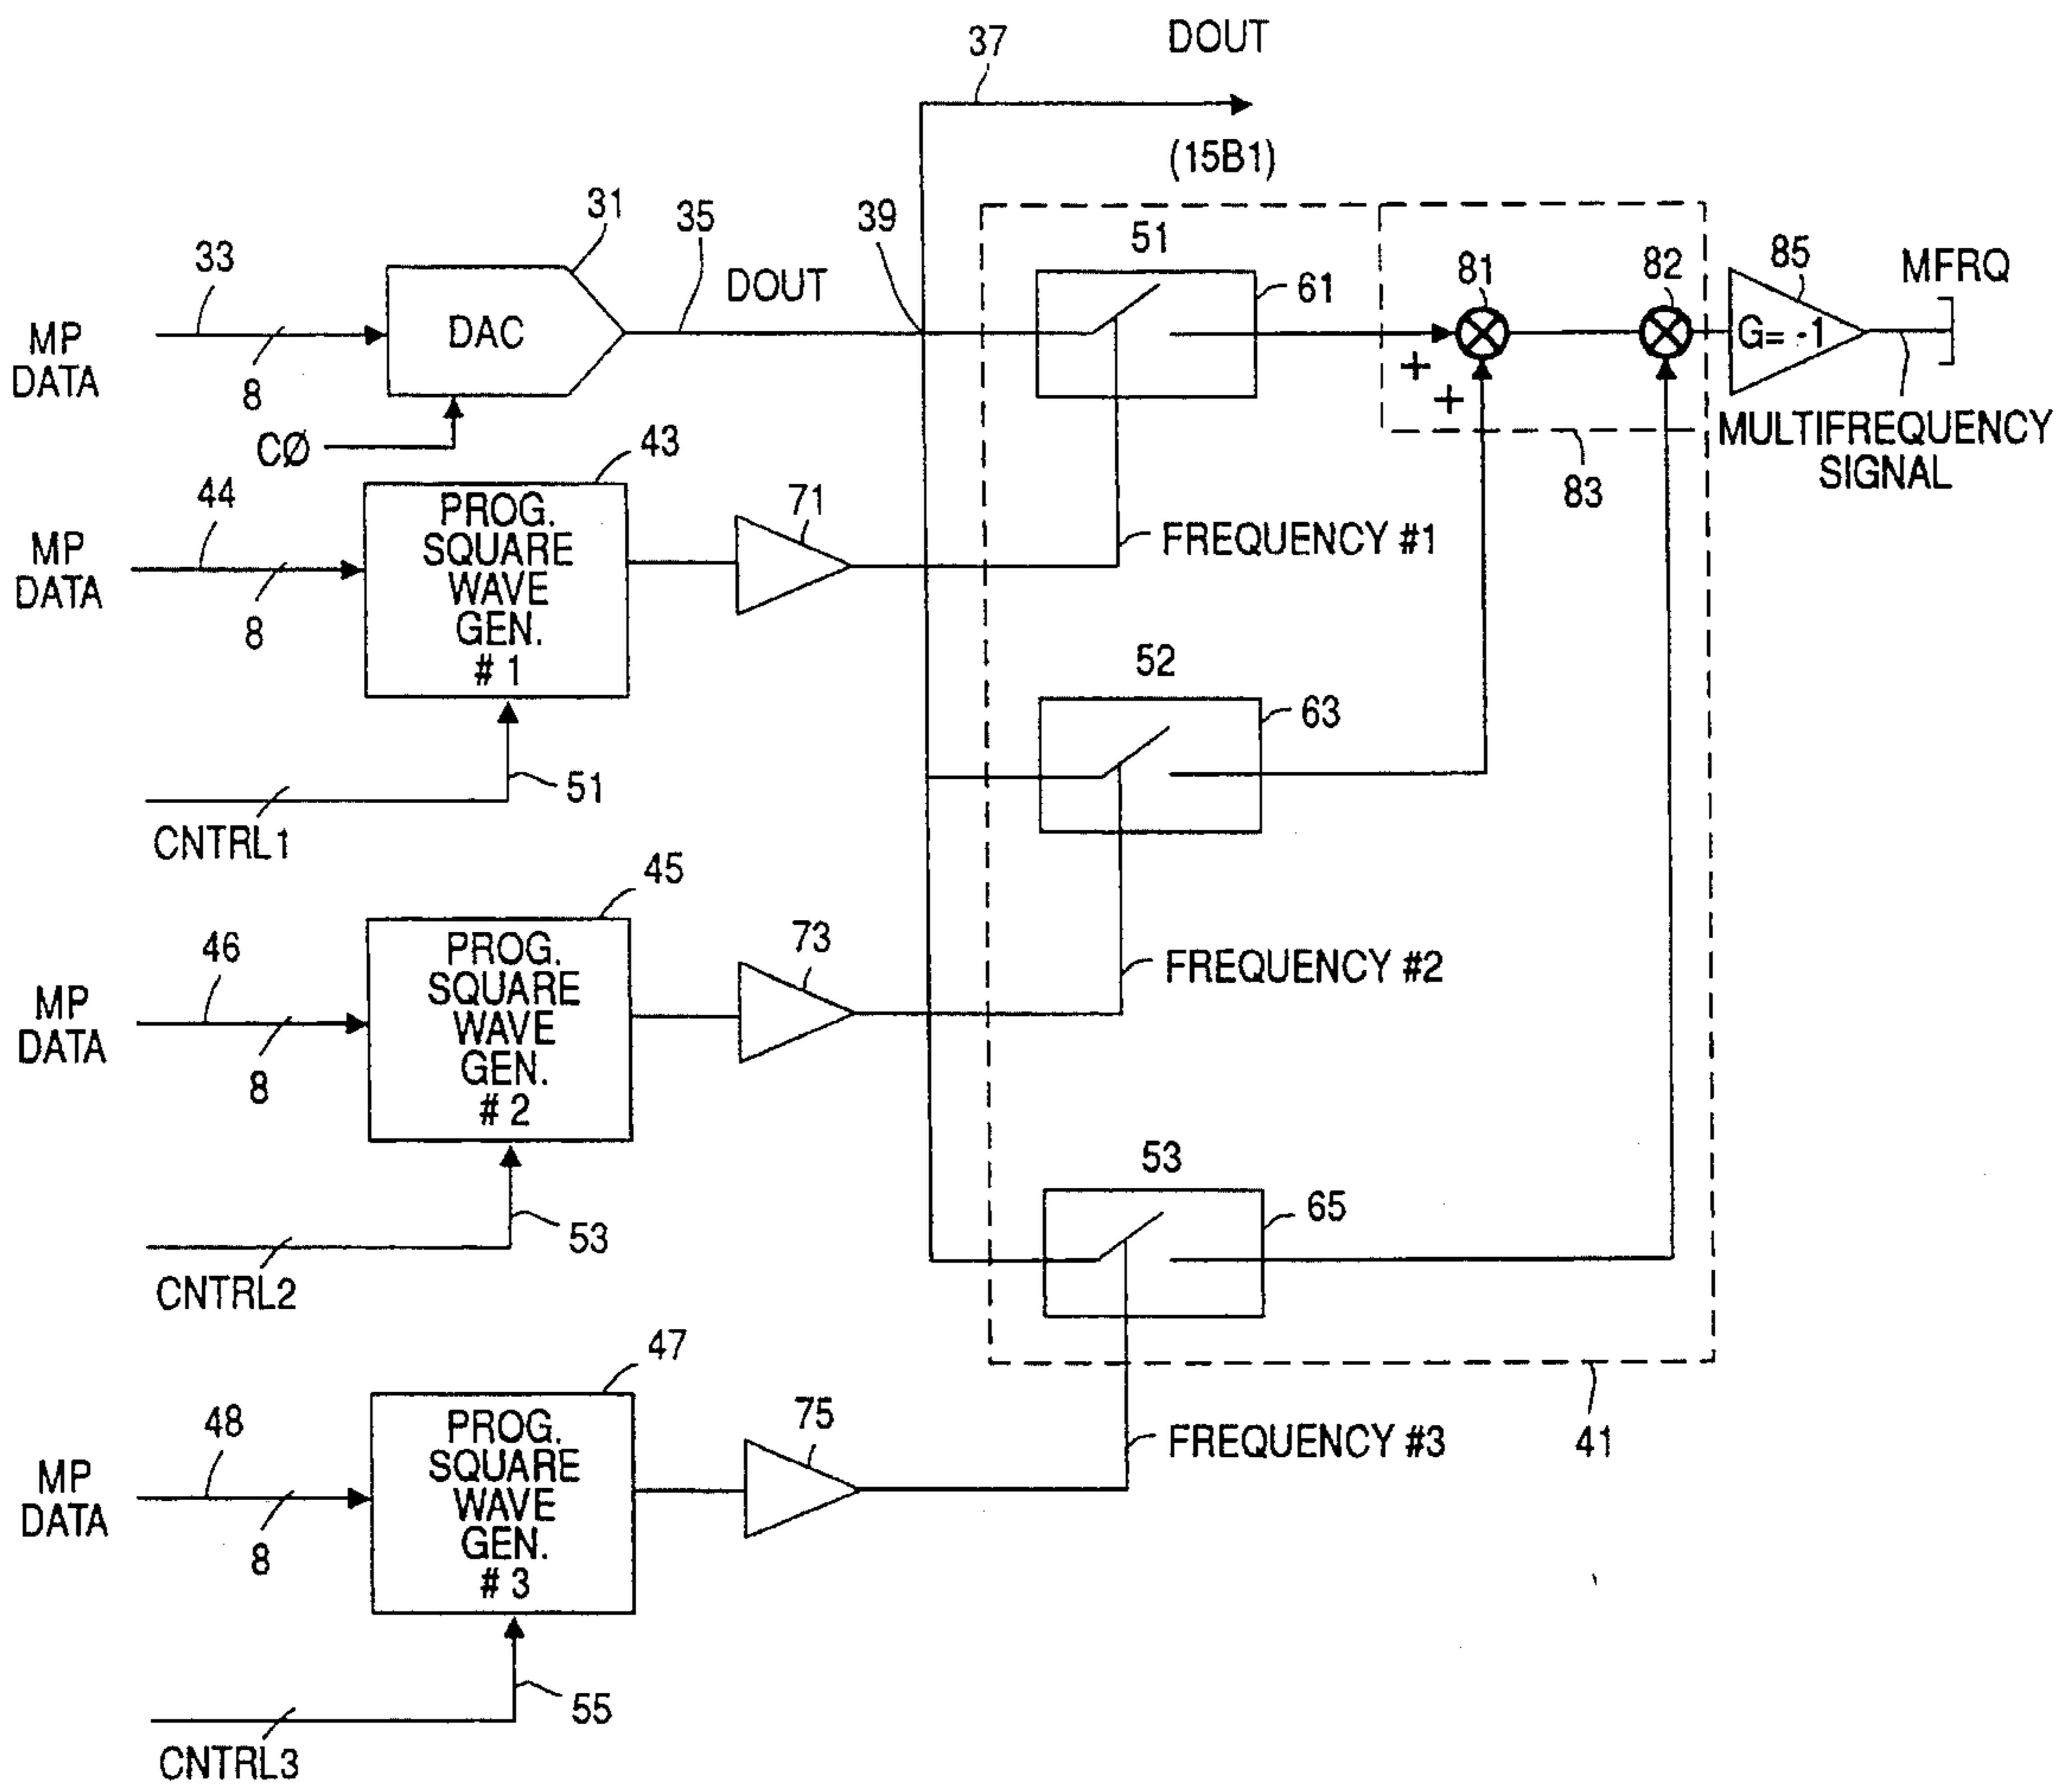 37
DOUT
(15B1)
33
31
35
39
51
61
81
82
85
MFRQ
MP
DATA
8
DAC
DOUT
+
+
G= -1
CØ
MULTIFREQUENCY
SIGNAL
83
44
43
71
MP
DATA
8
PROG.
SQUARE
WAVE
GEN.
# 1
FREQUENCY #1
51
CNTRL1
52
63
46
45
73
MP
DATA
8
PROG.
SQUARE
WAVE
GEN.
# 2
FREQUENCY #2
53
CNTRL2
53
65
48
47
75
MP
DATA
8
PROG.
SQUARE
WAVE
GEN.
# 3
FREQUENCY #3
41
55
CNTRL3